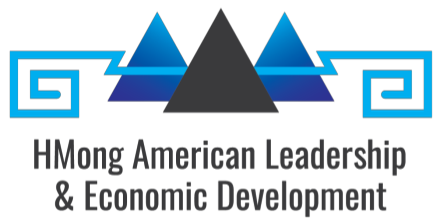 HMong American Leadership
& Economic Development